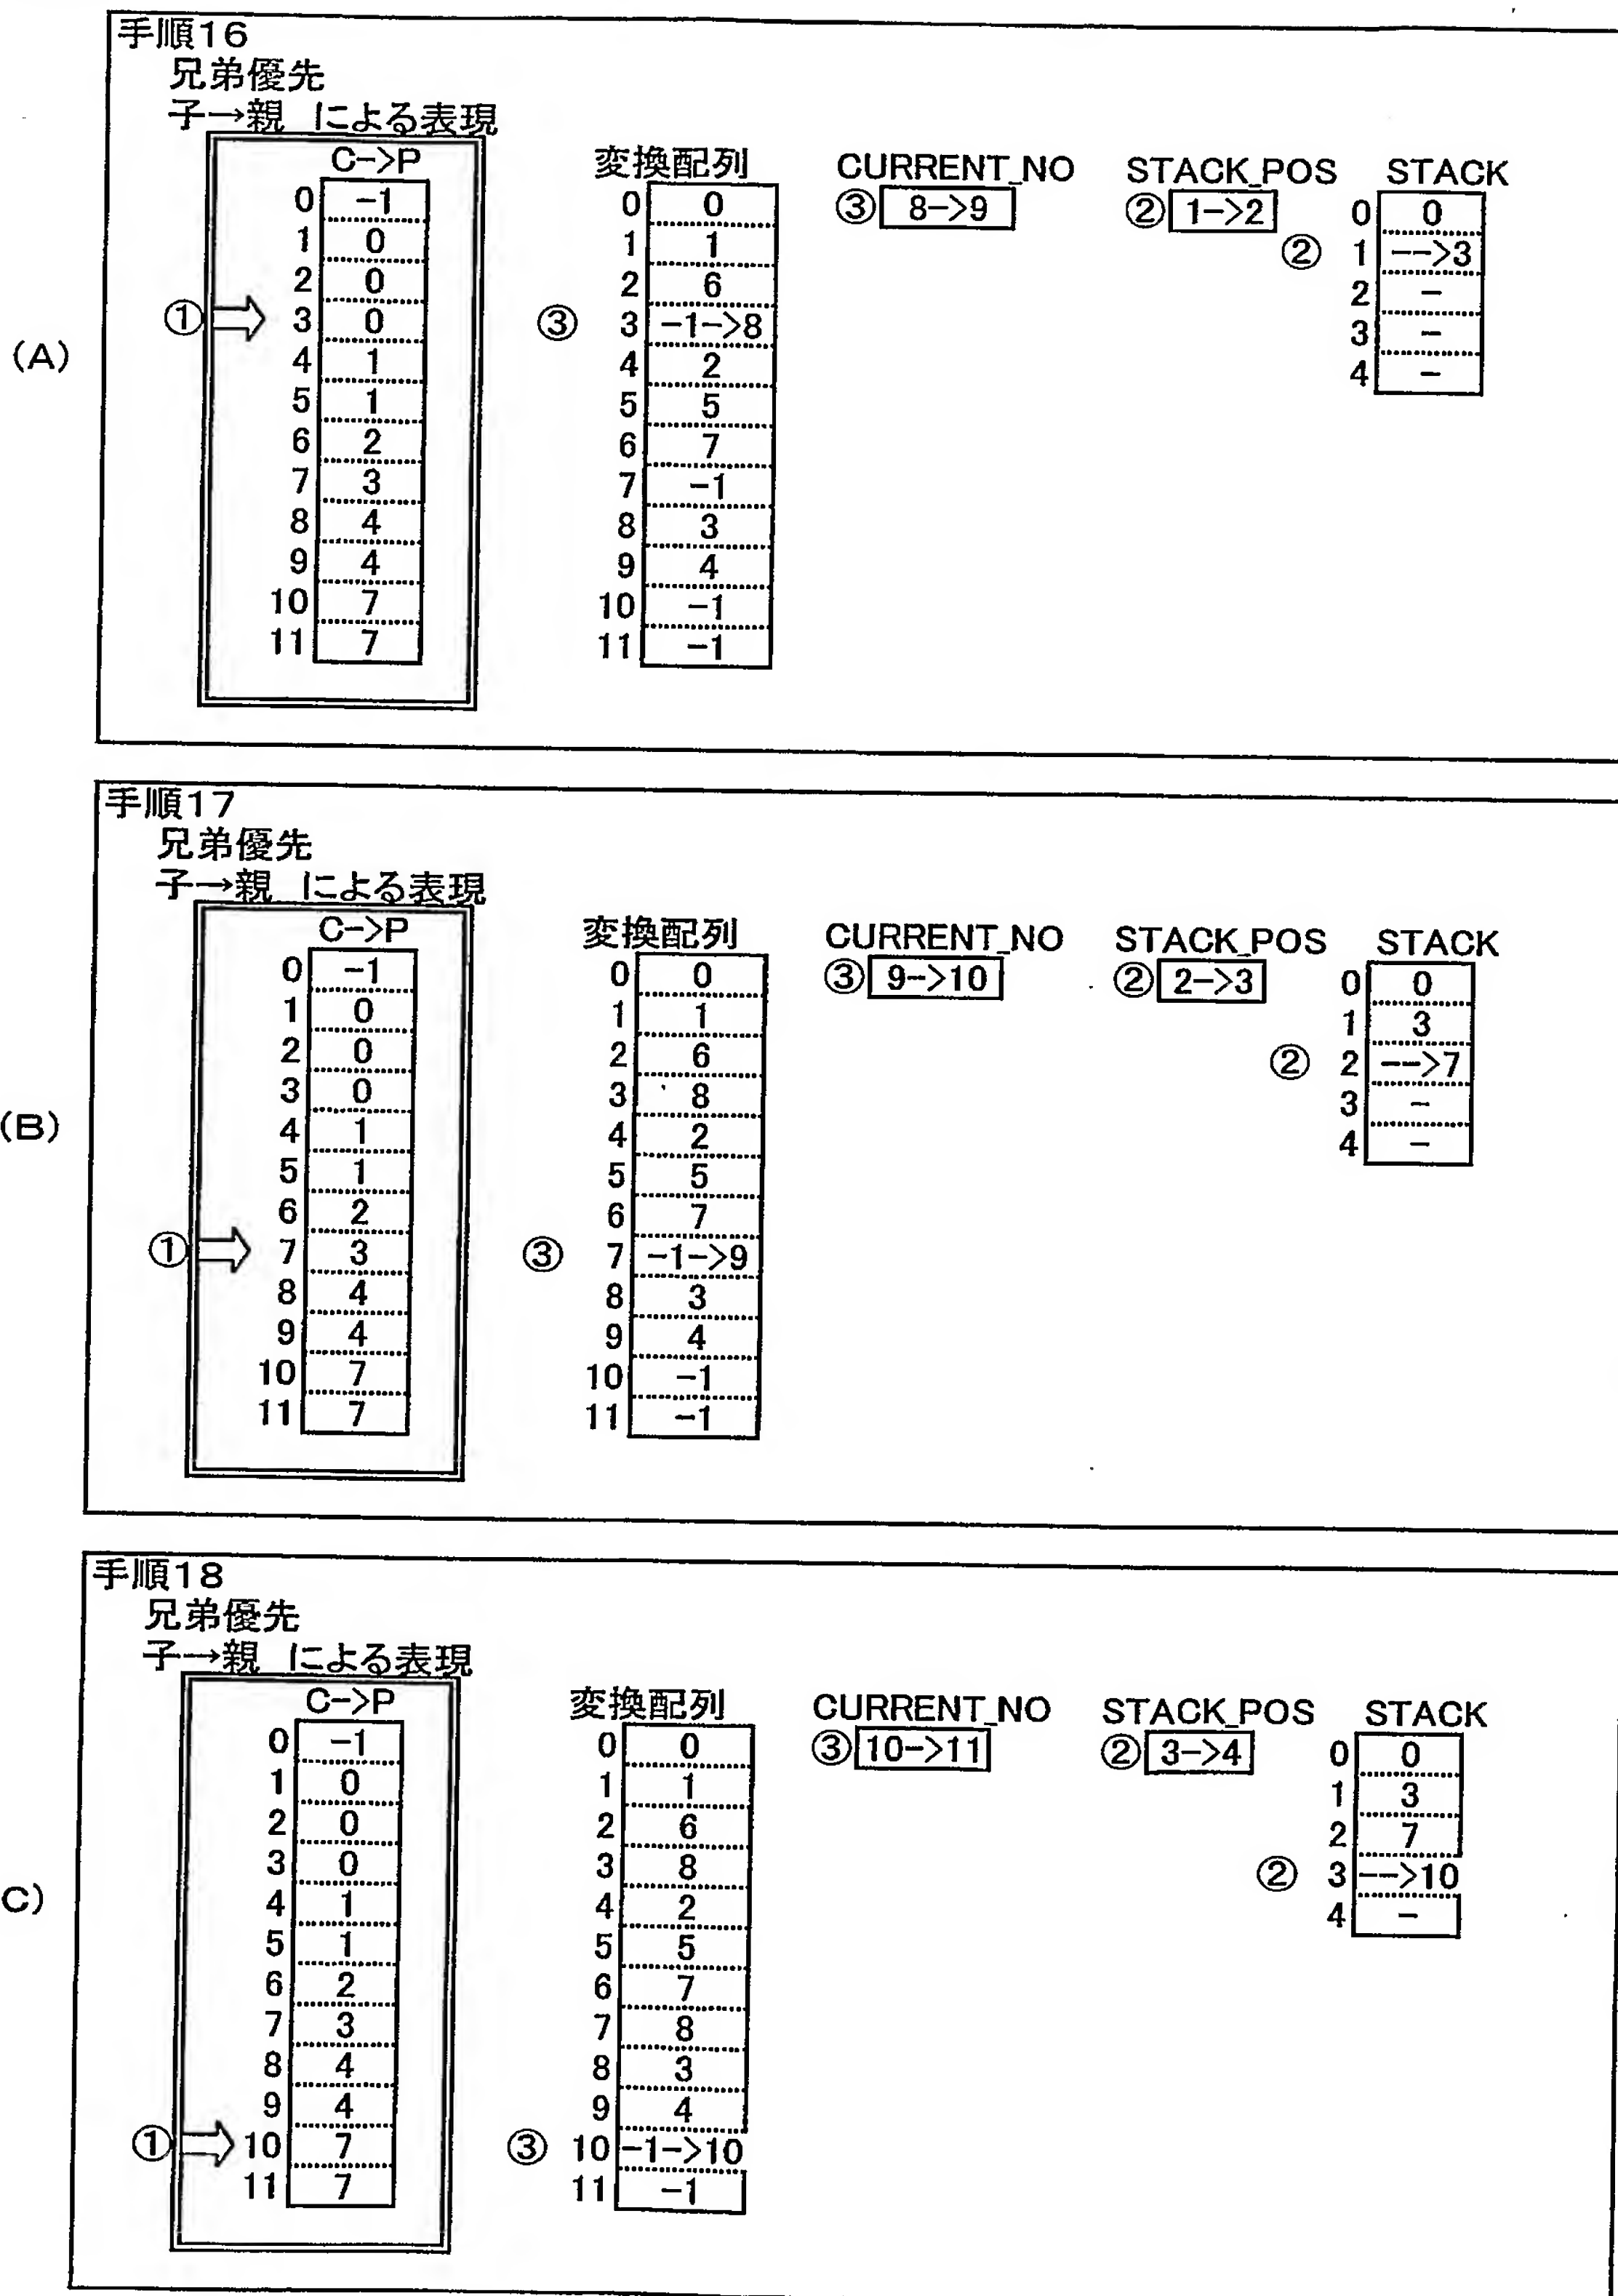 (A)
手順16
兄弟優先
子→親 による表現
C->P
0 -1
1 0
2 0
① 3 0
4 1
5 1
6 2
7 3
8 4
9 4
10 7
11 7
変換配列
0 0
1 1
2 6
③ 3 -1->8
4 2
5 5
6 7
7 -1
8 3
9 4
10 -1
11 -1
CURRENT_NO
③ 8->9
STACK_POS
② 1->2
STACK
0 0
② 1 -->3
2 -
3 -
4 -
(B)
手順17
兄弟優先
子→親 による表現
C->P
0 -1
1 0
2 0
3 0
4 1
5 1
6 2
① 7 3
8 4
9 4
10 7
11 7
変換配列
0 0
1 1
2 6
3 8
4 2
5 5
6 7
③ 7 -1->9
8 3
9 4
10 -1
11 -1
CURRENT_NO
③ 9->10
STACK_POS
② 2->3
STACK
0 0
1 3
② 2 -->7
3 -
4 -
C)
手順18
兄弟優先
子→親 による表現
C->P
0 -1
1 0
2 0
3 0
4 1
5 1
6 2
7 3
8 4
9 4
① 10 7
11 7
変換配列
0 0
1 1
2 6
3 8
4 2
5 5
6 7
7 8
8 3
9 4
③ 10 -1->10
11 -1
CURRENT_NO
③ 10->11
STACK_POS
② 3->4
STACK
0 0
1 3
2 7
② 3 -->10
4 -